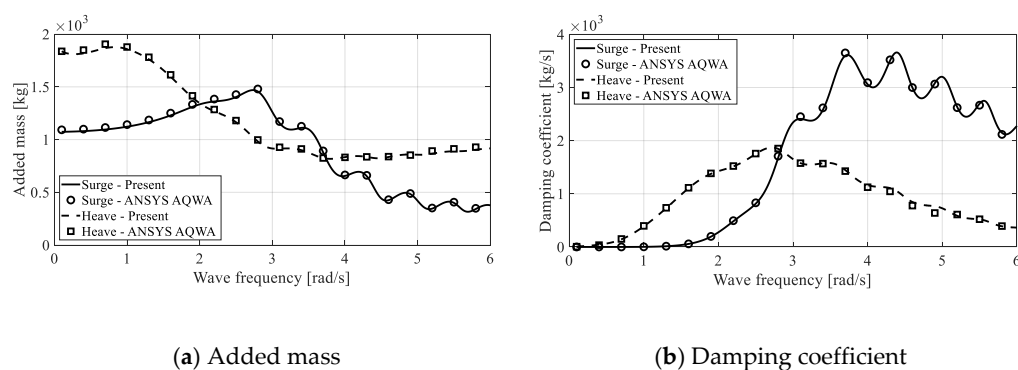 ×10³
2
1.5
1
0.5
0
Added mass [kg]
Surge - Present
Surge - ANSYS AQWA
Heave - Present
Heave - ANSYS AQWA
0 1 2 3 4 5 6
Wave frequency [rad/s]
(a) Added mass
×10³
4
3
2
1
0
Damping coefficient [kg/s]
Surge - Present
Surge - ANSYS AQWA
Heave - Present
Heave - ANSYS AQWA
0 1 2 3 4 5 6
Wave frequency [rad/s]
(b) Damping coefficient